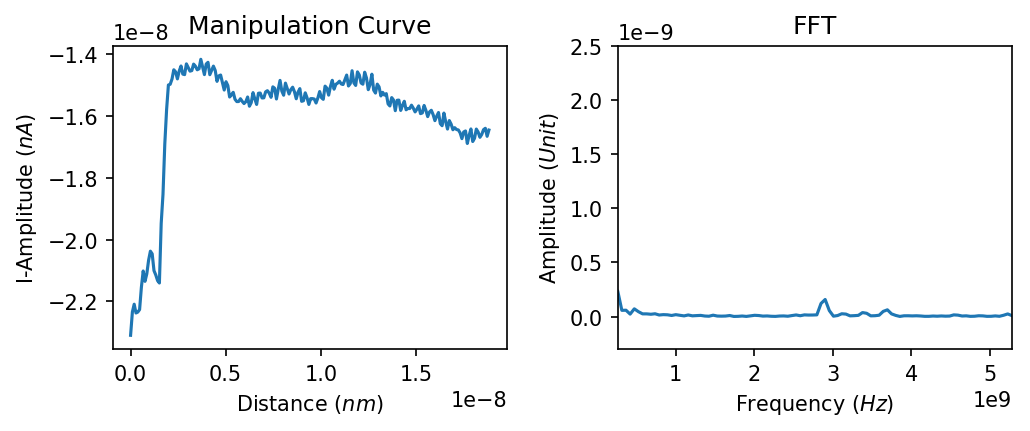 Manipulation Curve
1e−8
−1.4
−1.6
−1.8
−2.0
−2.2
I-Amplitude (nA)
0.0 0.5 1.0 1.5
Distance (nm)
1e−8
FFT
1e−9
2.5
2.0
1.5
1.0
0.5
0.0
Amplitude (Unit)
1 2 3 4 5
Frequency (Hz)
1e9